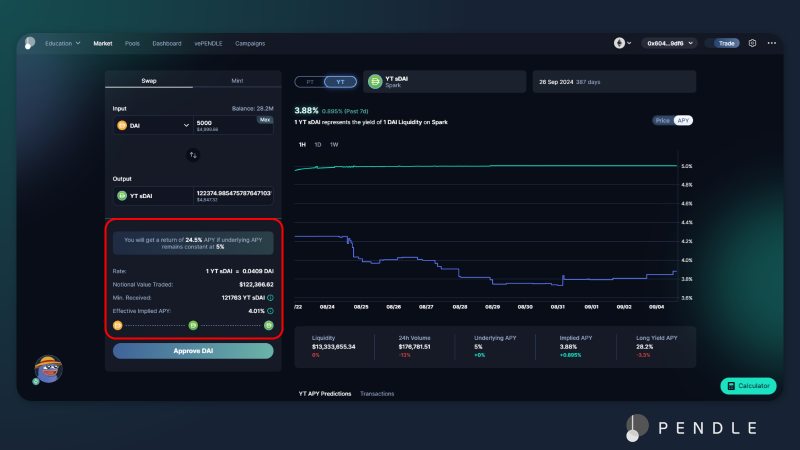 Education Market Pools Dashboard vePENDLE Campaigns 0x604...9df6 Trade
Swap Mint
Input Balance: 28.2M
DAI 5000 Max
$4,999.66
Output
YT sDAI 122374.985475787647103
$4,847.32
You will get a return of 24.5% APY if underlying APY
remains constant at 5%
Rate: 1 YT sDAI = 0.0409 DAI
Notional Value Traded: $122,366.62
Min. Received: 121763 YT sDAI
Effective Implied APY: 4.01%
Approve DAI
PT YT
YT sDAI
Spark
26 Sep 2024 387 days
3.88% 0.895% (Past 7d)
1 YT sDAI represents the yield of 1 DAI Liquidity on Spark
Price APY
1H 1D 1W
5.0%
4.8%
4.6%
4.4%
4.2%
4.0%
3.8%
3.6%
/22 08/24 08/25 08/26 08/27 08/28 08/29 08/30 08/31 09/01 09/02 09/04
Liquidity 24h Volume Underlying APY Implied APY Long Yield APY
$13,333,655.34 $176,781.51 5% 3.88% 28.2%
0% -13% +0% +0.895% -3.3%
YT APY Predictions Transactions
Calculator
PENDLE